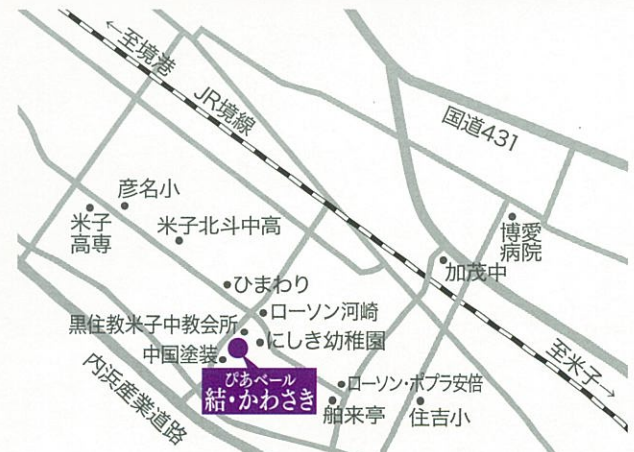 ←至境港
JR境線
国道431
彦名小
米子
高専
米子北斗中高
博愛
病院
加茂中
ひまわり
ローソン河崎
黒住教米子中教会所
にしき幼稚園
中国塗装
至米子→
ぴあベール
結・かわさき
内浜産業道路
ローソン・ポプラ安倍
舶来亭
住吉小